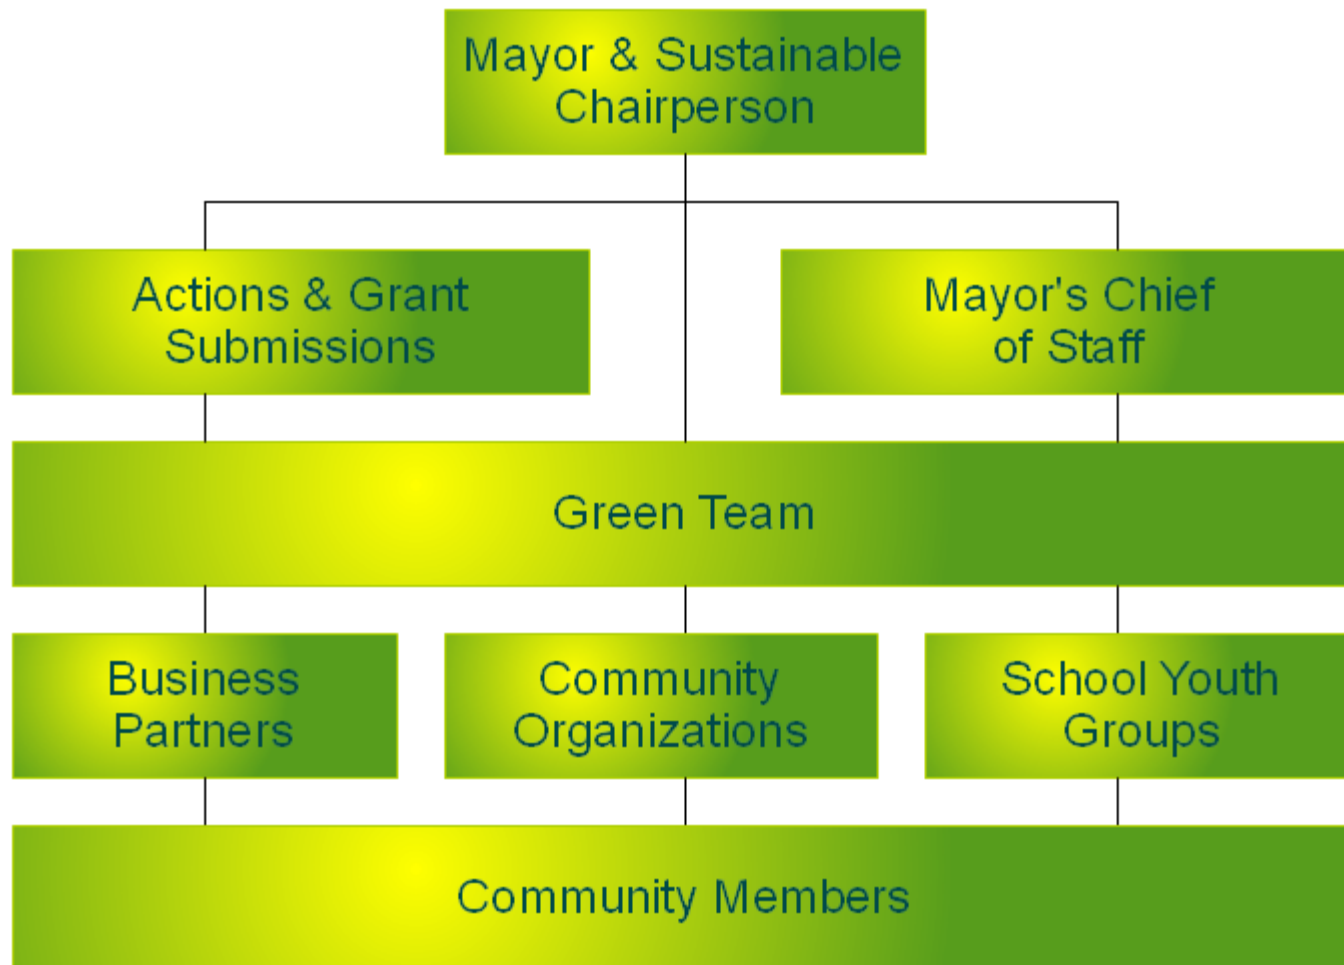 Mayor & Sustainable
Chairperson
Actions & Grant
Submissions
Mayor's Chief
of Staff
Green Team
Business
Partners
Community
Organizations
School Youth
Groups
Community Members